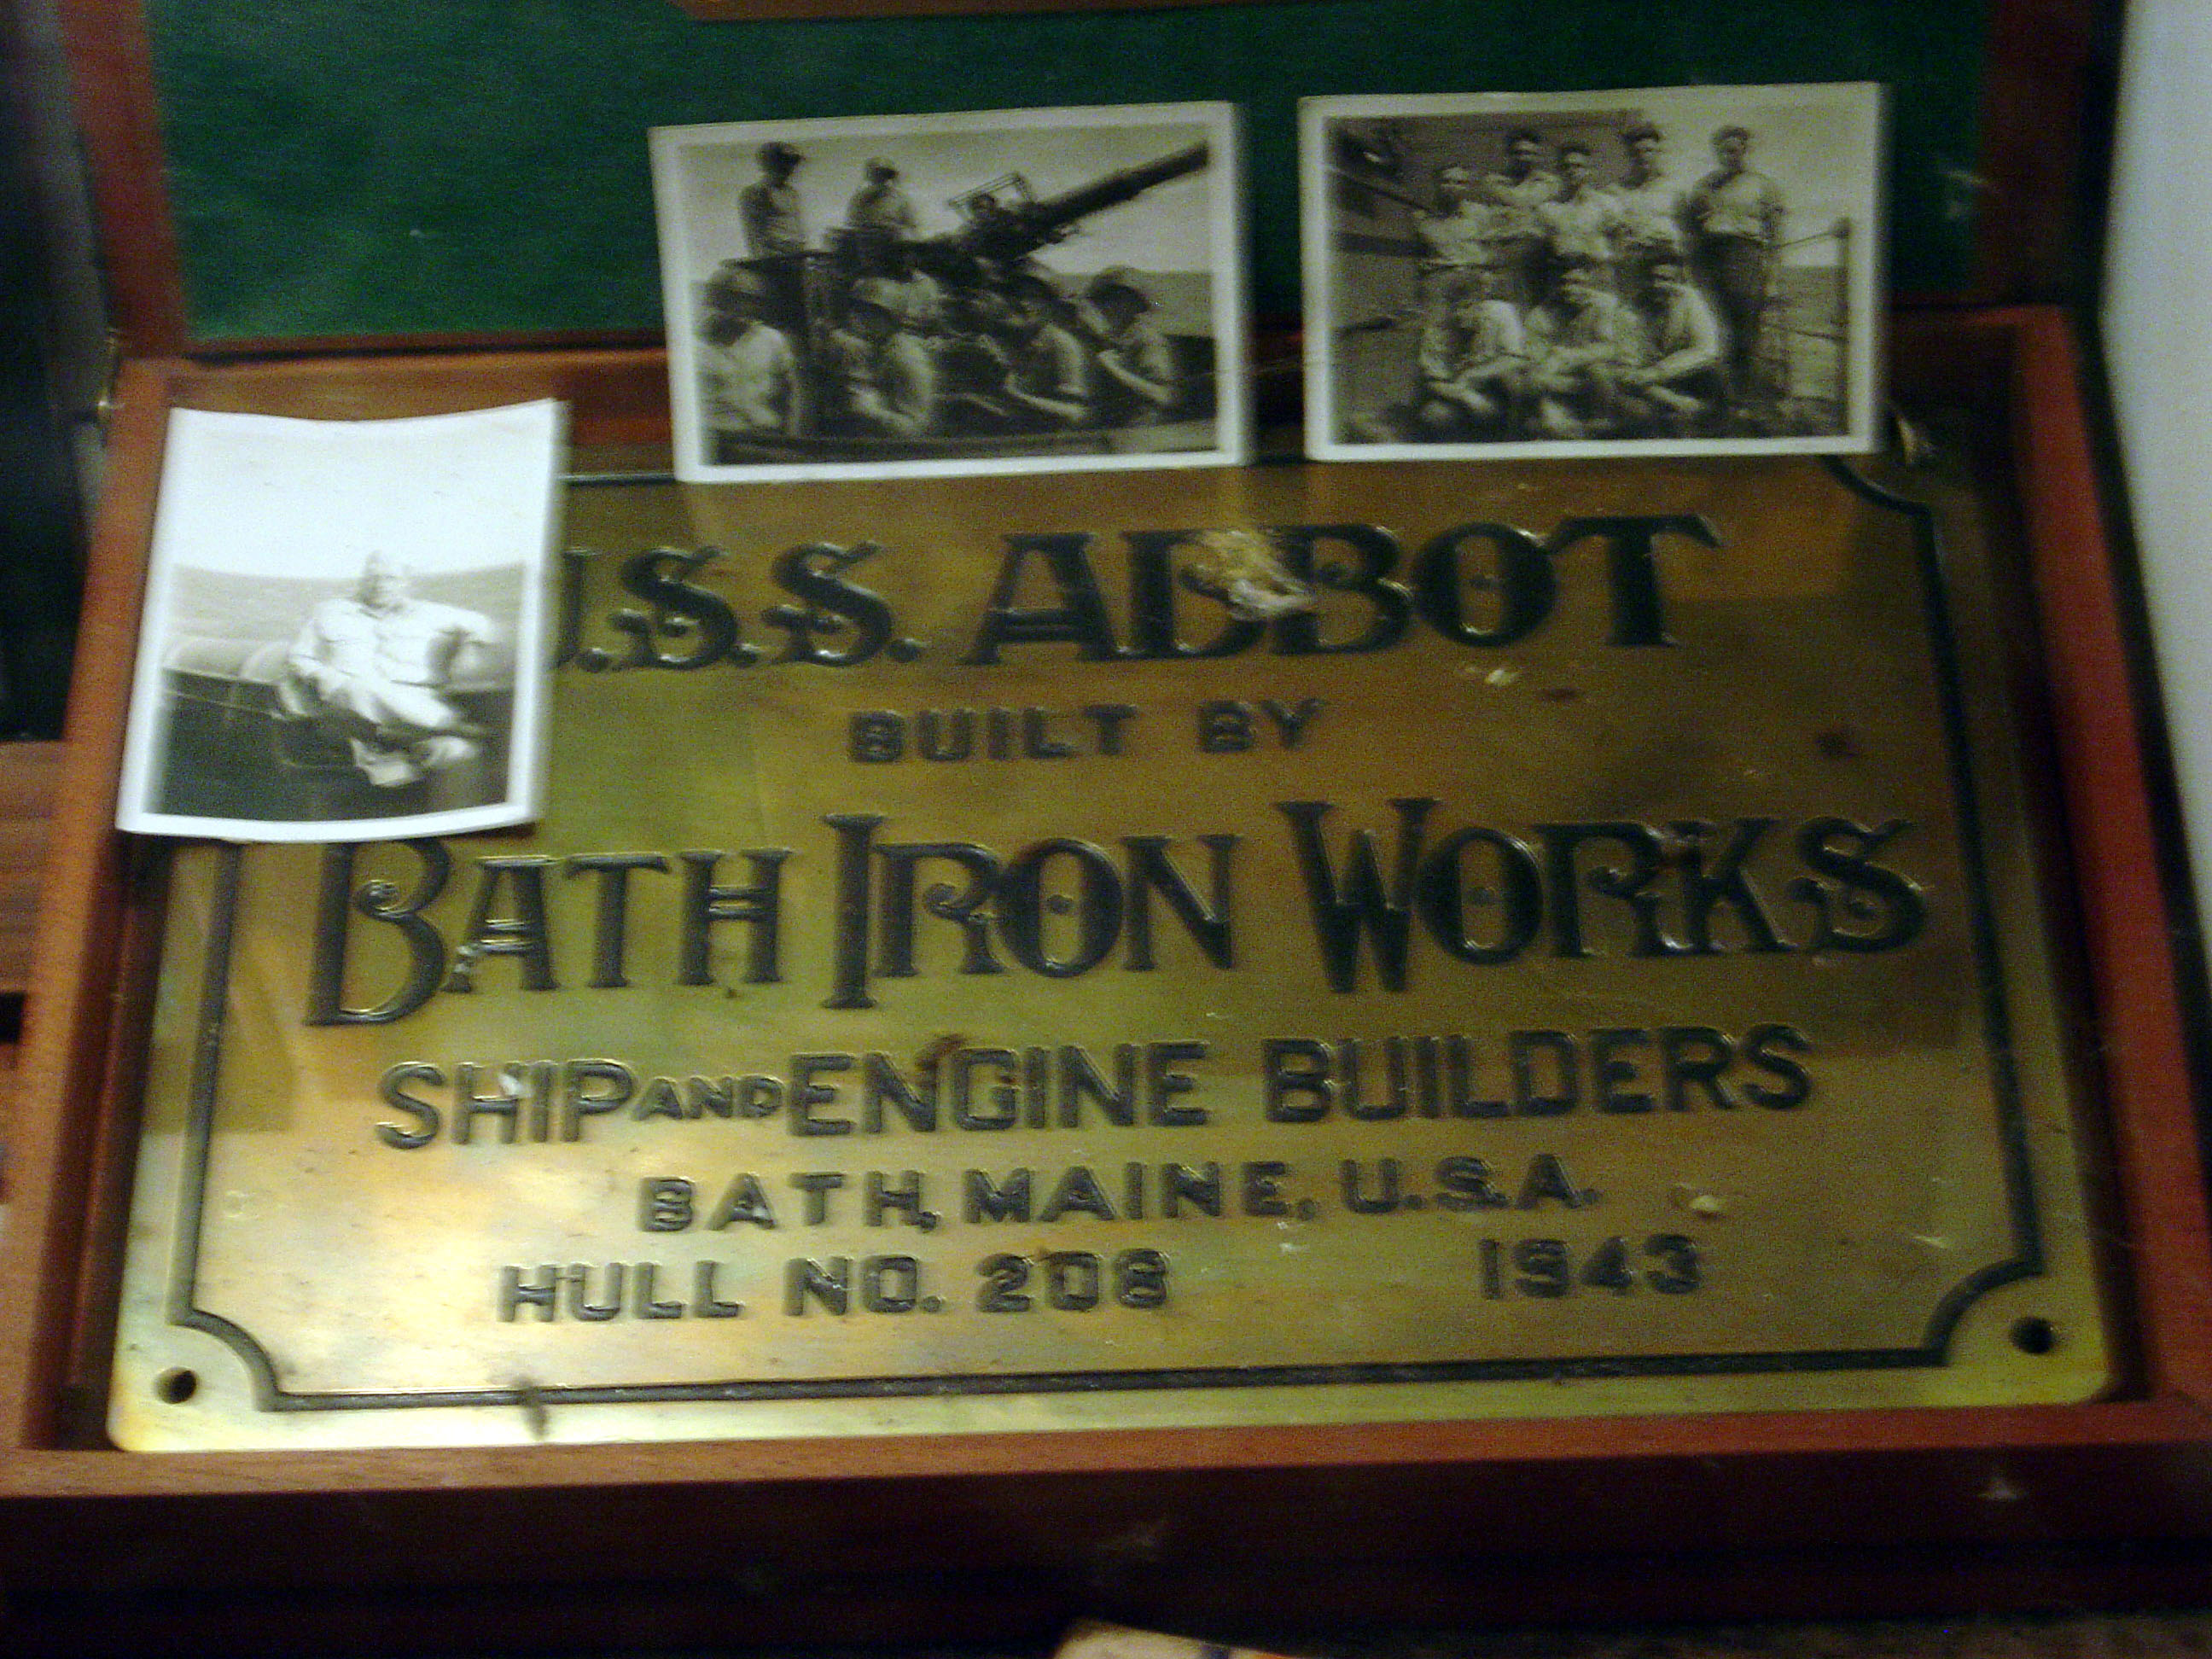 U.S.S. ABBOT
BUILT BY
BATH IRON WORKS
SHIP AND ENGINE BUILDERS
BATH, MAINE, U.S.A.
HULL NO. 208 1943